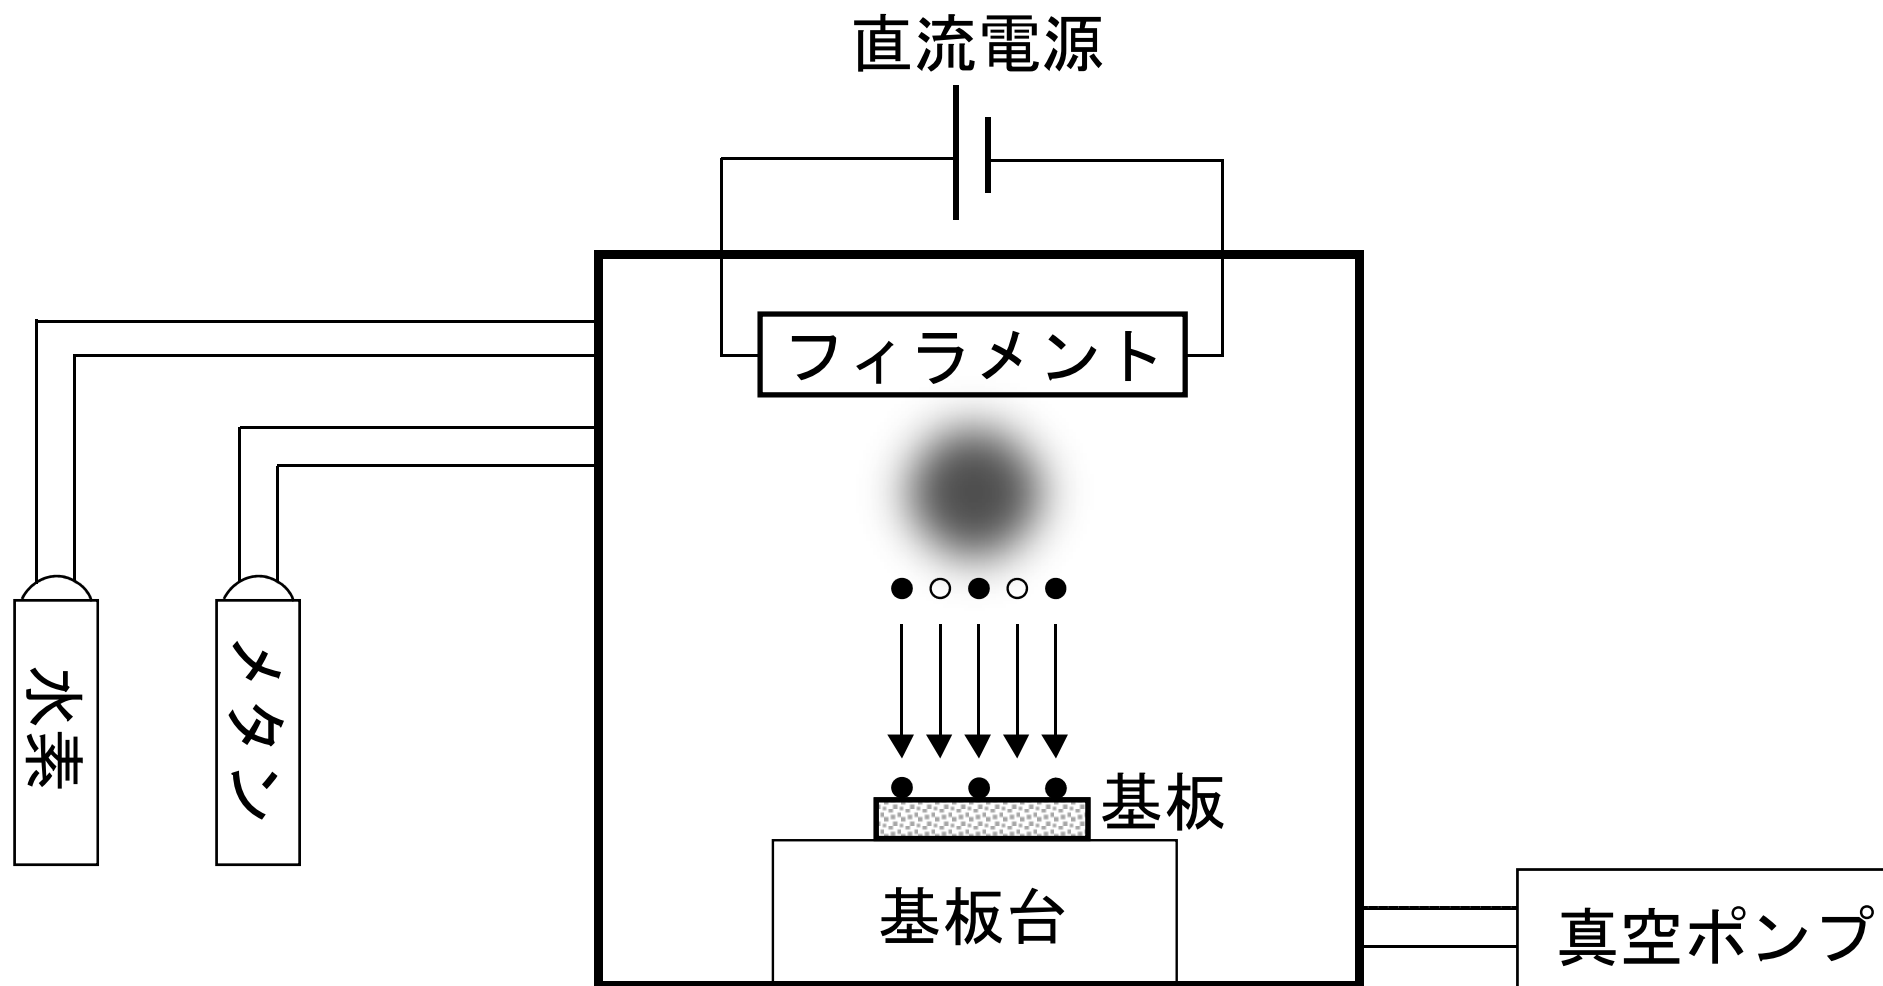 直流電源
フィラメント
水素
メタン
基板
基板台
真空ポンプ